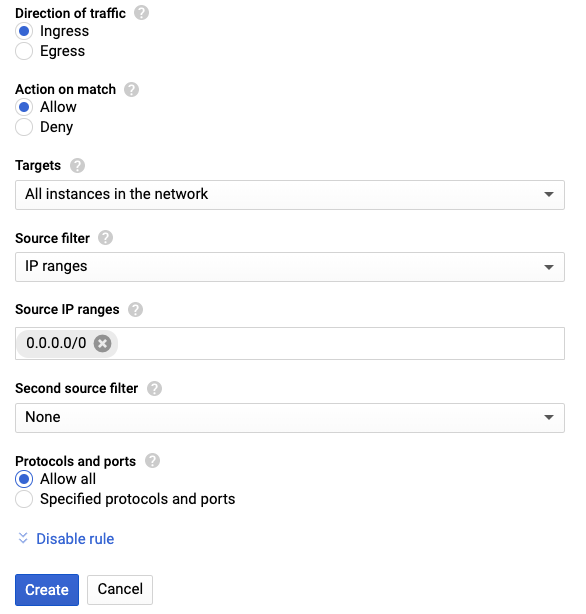 Direction of traffic ?
Ingress
Egress
Action on match ?
Allow
Deny
Targets ?
All instances in the network
Source filter ?
IP ranges
Source IP ranges ?
0.0.0.0/0
Second source filter ?
None
Protocols and ports ?
Allow all
Specified protocols and ports
Disable rule
Create Cancel